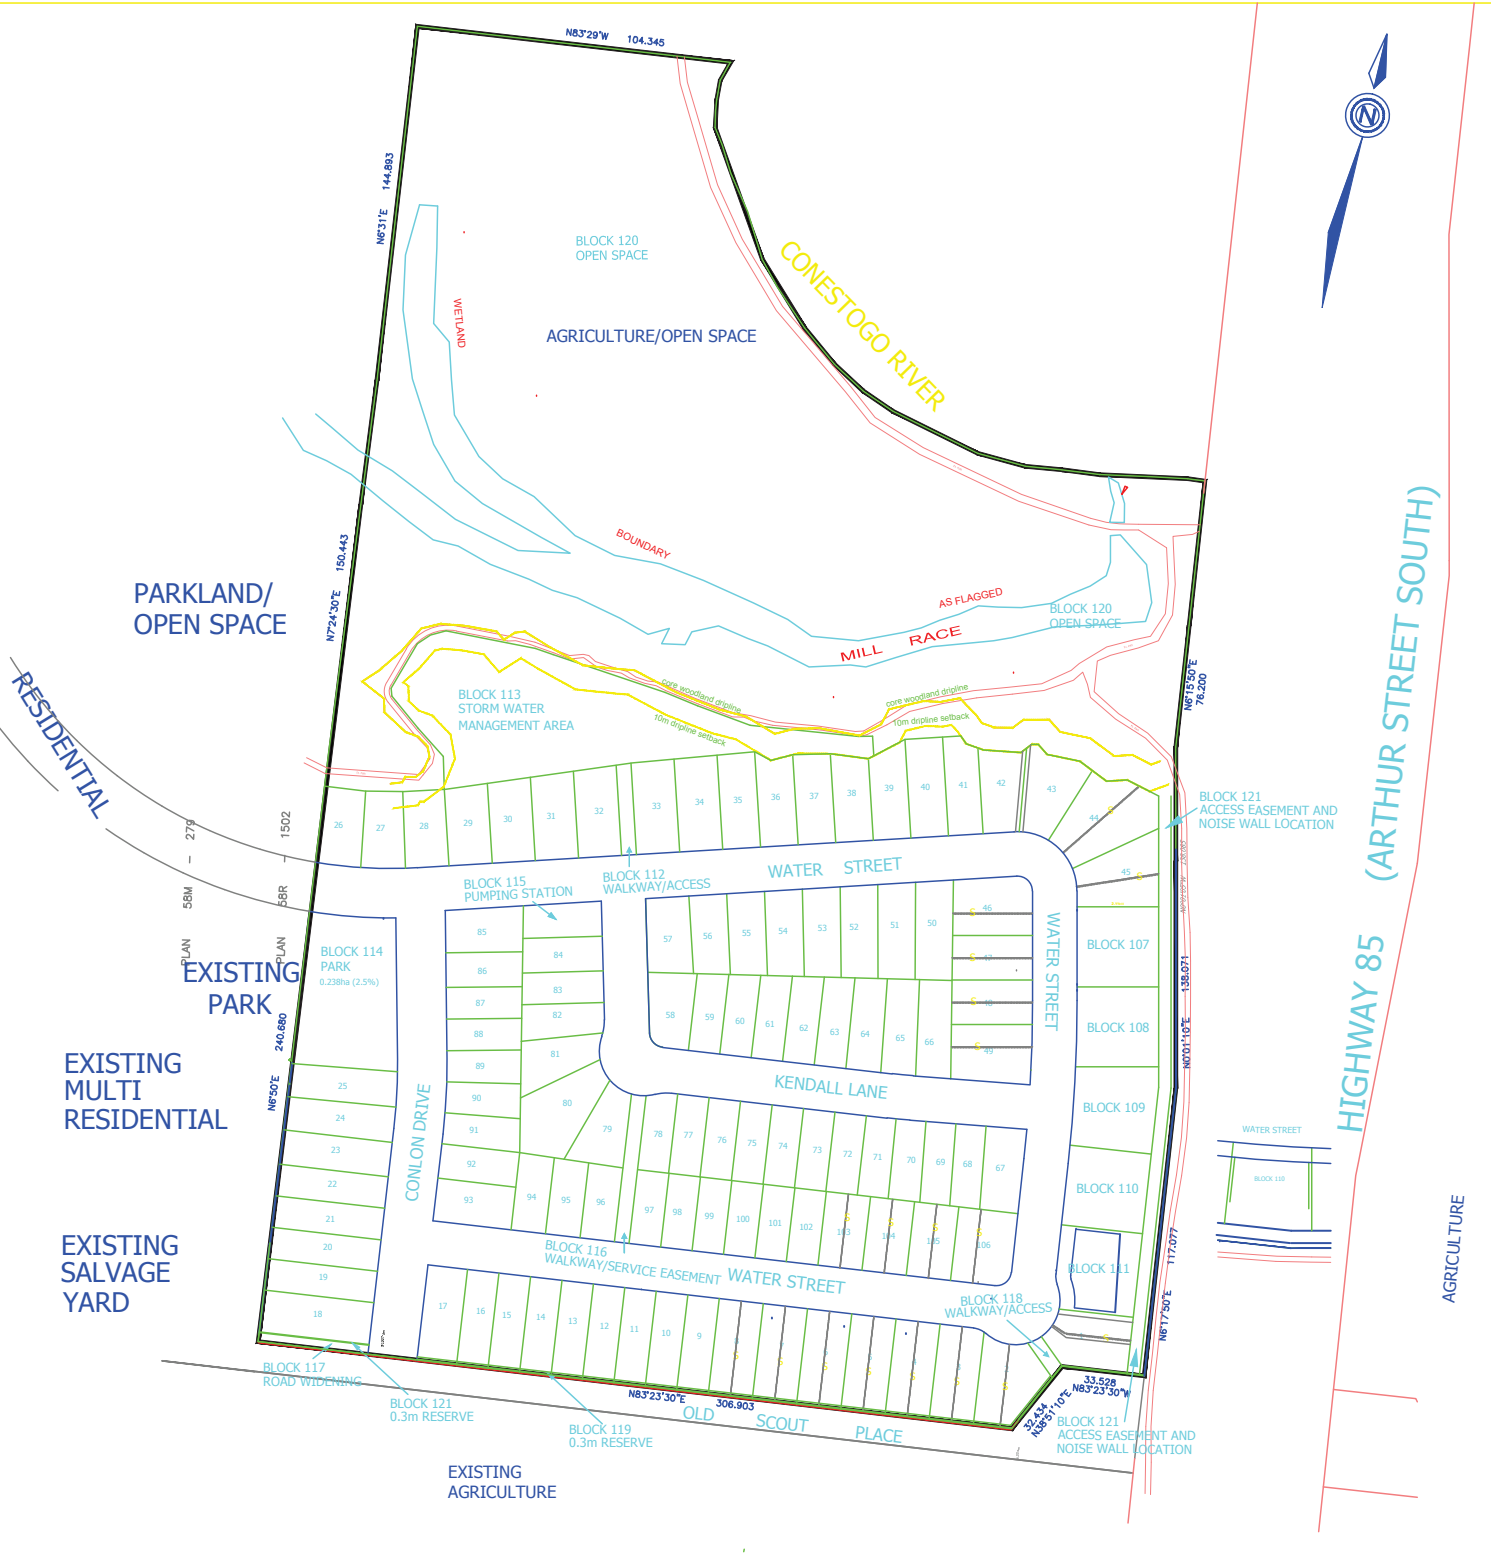 N83°29'W 104.345
N
144.893
N6°31'E
BLOCK 120
OPEN SPACE
WETLAND
AGRICULTURE/OPEN SPACE
CONESTOGO RIVER
150.443
N7°24'30"E
BOUNDARY
AS FLAGGED
BLOCK 120
OPEN SPACE
MILL RACE
PARKLAND/
OPEN SPACE
RESIDENTIAL
core woodland dripline
core woodland dripline
10m dripline setback
10m dripline setback
BLOCK 113
STORM WATER
MANAGEMENT AREA
N6°15'50"E
76.200
HIGHWAY 85 (ARTHUR STREET SOUTH)
BLOCK 121
ACCESS EASEMENT AND
NOISE WALL LOCATION
PLAN 58M - 279
PLAN 58R - 1502
26
27
28
29
30
31
32
33
34
35
36
37
38
39
40
41
42
43
44
45
WATER STREET
BLOCK 112
WALKWAY/ACCESS
BLOCK 115
PUMPING STATION
BLOCK 114
PARK
0.238ha (2.5%)
EXISTING
PARK
240.680
N6°50'E
EXISTING
MULTI
RESIDENTIAL
EXISTING
SALVAGE
YARD
85
84
86
83
87
82
88
81
89
90
80
91
79
92
93
94
95
96
57
56
55
54
53
52
51
50
46
47
48
49
58
59
60
61
62
63
64
65
66
WATER STREET
BLOCK 107
BLOCK 108
BLOCK 109
BLOCK 110
BLOCK 111
138.071
N0°01'10"E
KENDALL LANE
CONLON DRIVE
25
24
23
22
21
20
19
18
78
77
76
75
74
73
72
71
70
69
68
67
97
98
99
100
101
102
103
104
105
106
BLOCK 116
WALKWAY/SERVICE EASEMENT
WATER STREET
BLOCK 118
WALKWAY/ACCESS
17
16
15
14
13
12
11
10
9
WATER STREET
BLOCK 110
AGRICULTURE
117.077
N6°17'50"E
BLOCK 117
ROAD WIDENING
BLOCK 121
0.3m RESERVE
BLOCK 119
0.3m RESERVE
N83°23'30"E 306.903
OLD SCOUT PLACE
33.528
N83°23'30"W
32.434
N38°51'10"E
BLOCK 121
ACCESS EASEMENT AND
NOISE WALL LOCATION
EXISTING
AGRICULTURE